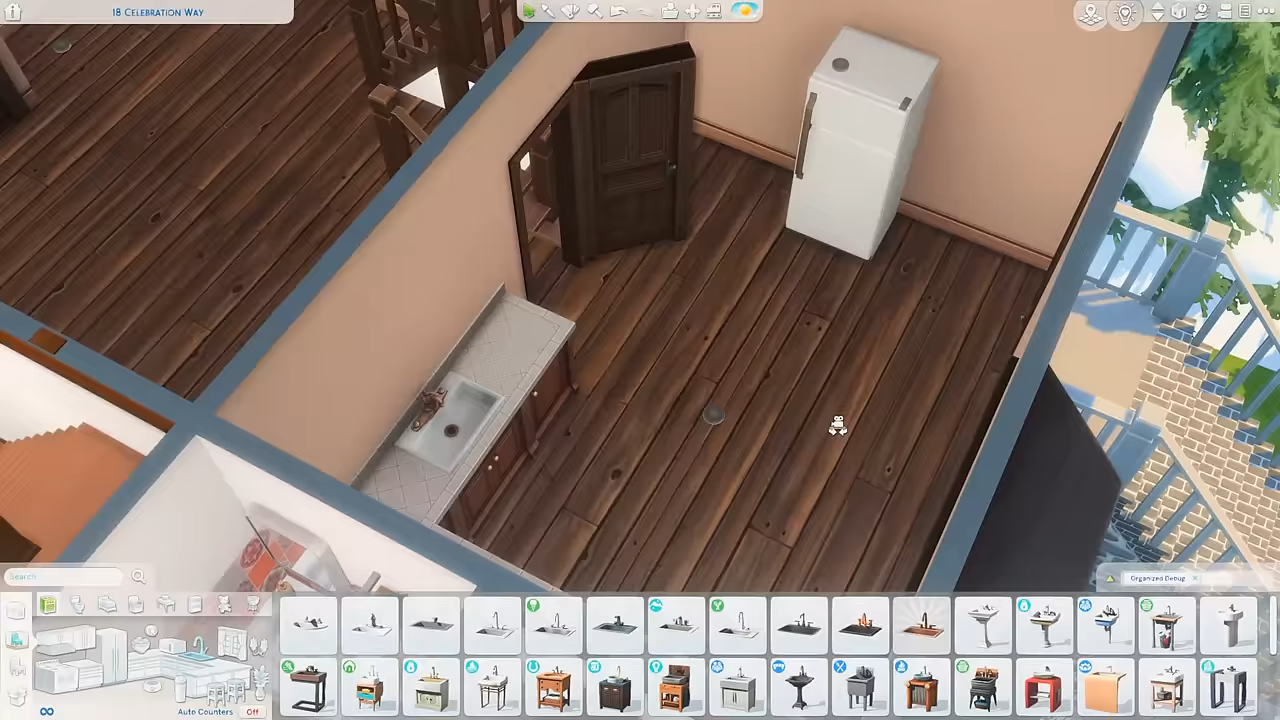 18 Celebration Way
Search
Organized Debug
Auto Counters Off